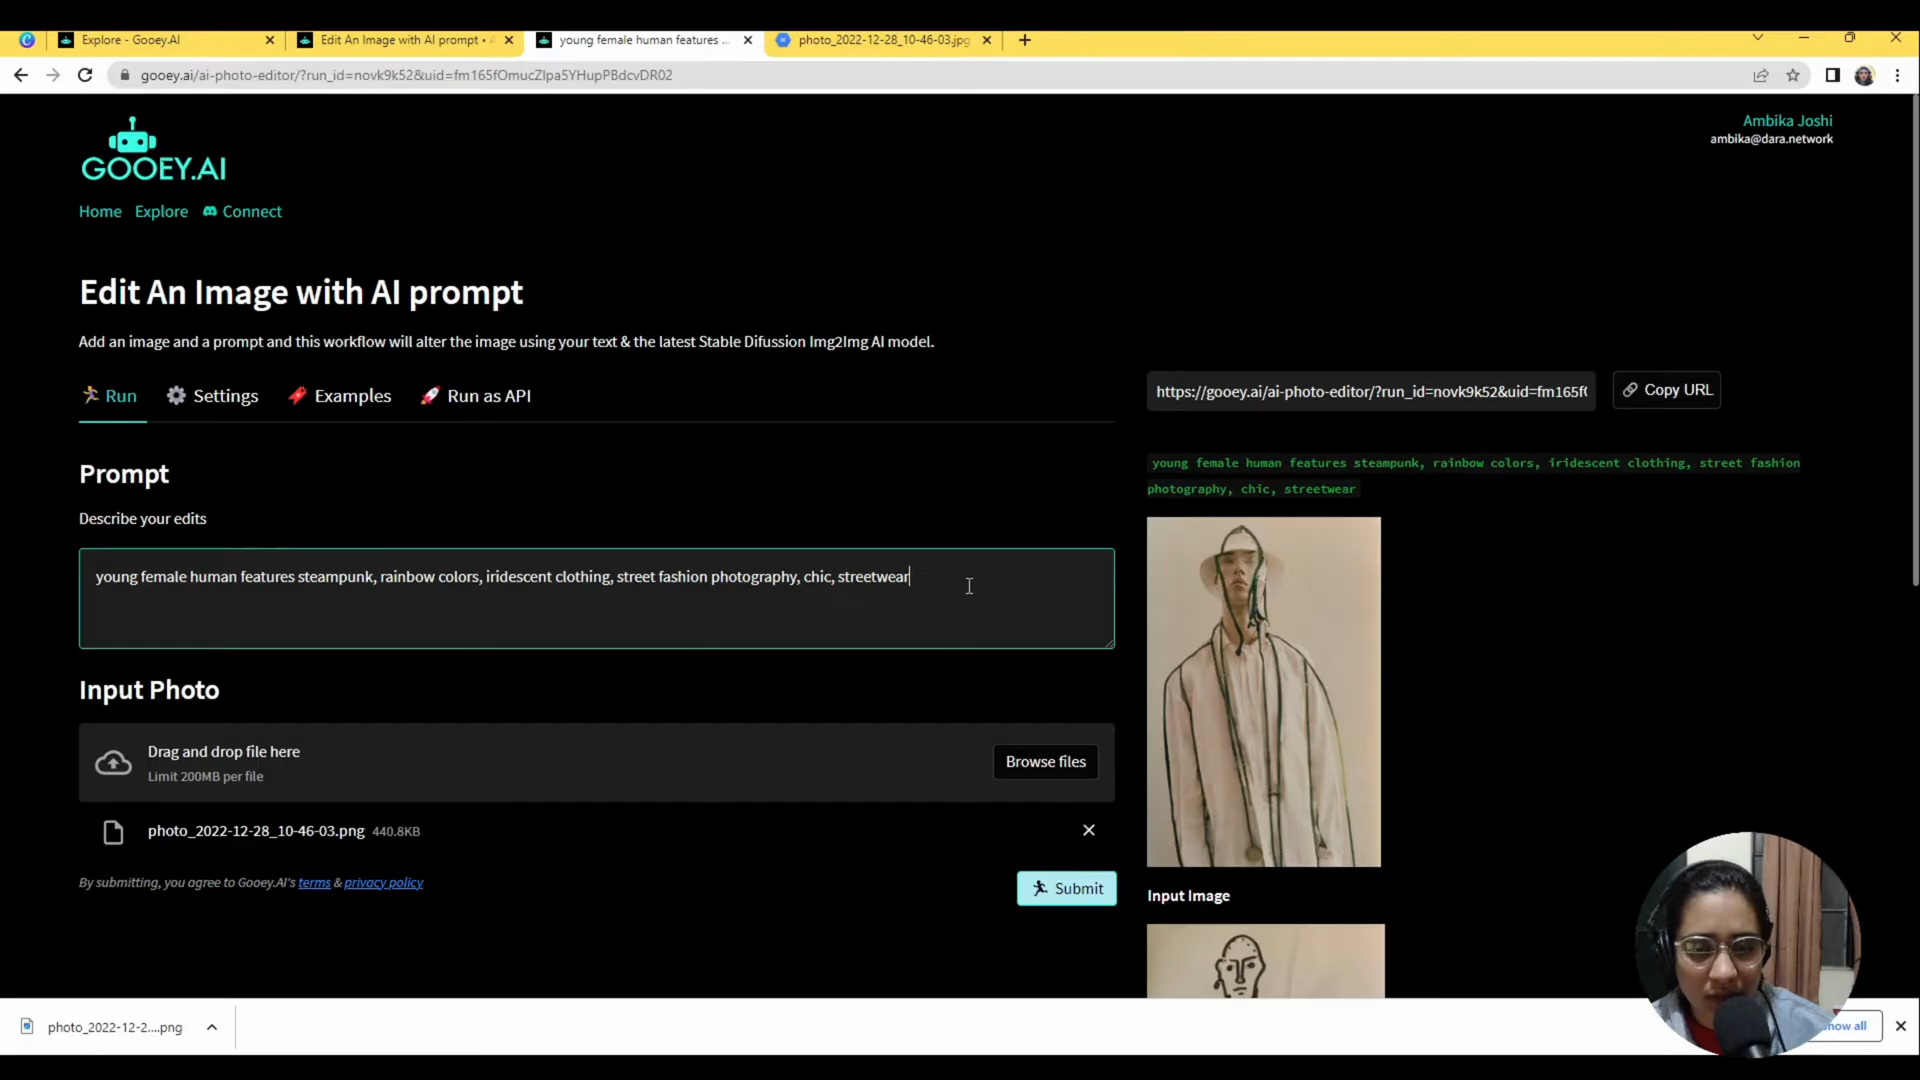 Explore - Gooey.AI
Edit An Image with AI prompt •
young female human features ...
photo_2022-12-28_10-46-03.jpg
gooey.ai/ai-photo-editor/?run_id=novk9k52&uid=fm165fOmucZIpa5YHupPBdcvDR02
Ambika Joshi
ambika@dara.network
GOOEY.AI
Home Explore Connect
Edit An Image with AI prompt
Add an image and a prompt and this workflow will alter the image using your text & the latest Stable Difussion Img2Img AI model.
Run Settings Examples Run as API
https://gooey.ai/ai-photo-editor/?run_id=novk9k52&uid=fm165f
Copy URL
Prompt
Describe your edits
young female human features steampunk, rainbow colors, iridescent clothing, street fashion photography, chic, streetwear
young female human features steampunk, rainbow colors, iridescent clothing, street fashion
photography, chic, streetwear
Input Photo
Drag and drop file here
Limit 200MB per file
Browse files
photo_2022-12-28_10-46-03.png 440.8KB
By submitting, you agree to Gooey.AI's terms & privacy policy
Submit
Input Image
photo_2022-12-2....png
how all